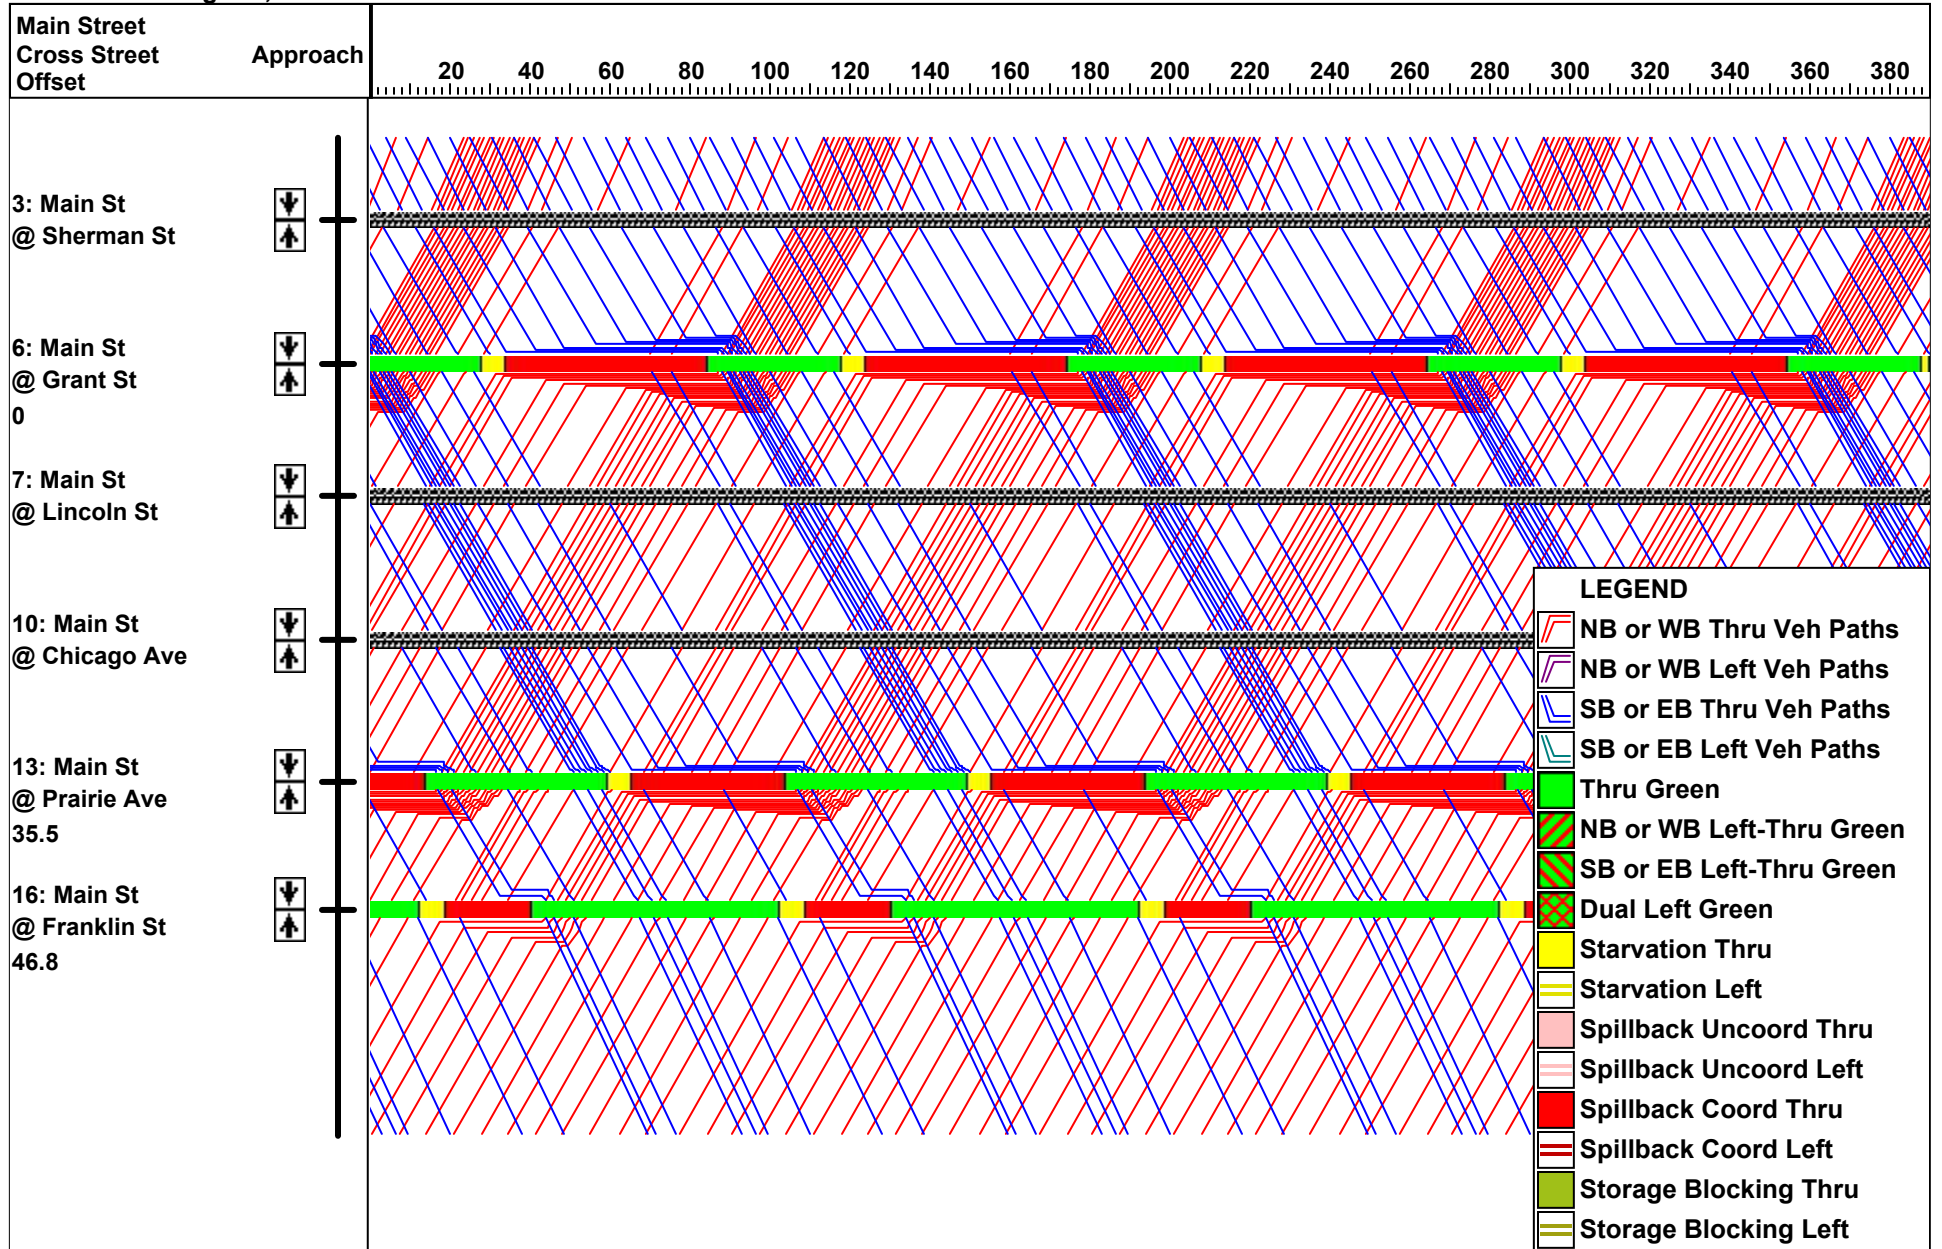 Main Street
Cross Street Approach
Offset
20 40 60 80 100 120 140 160 180 200 220 240 260 280 300 320 340 360 380
3: Main St
@ Sherman St
6: Main St
@ Grant St
0
7: Main St
@ Lincoln St
10: Main St
@ Chicago Ave
13: Main St
@ Prairie Ave
35.5
16: Main St
@ Franklin St
46.8
LEGEND
NB or WB Thru Veh Paths
NB or WB Left Veh Paths
SB or EB Thru Veh Paths
SB or EB Left Veh Paths
Thru Green
NB or WB Left-Thru Green
SB or EB Left-Thru Green
Dual Left Green
Starvation Thru
Starvation Left
Spillback Uncoord Thru
Spillback Uncoord Left
Spillback Coord Thru
Spillback Coord Left
Storage Blocking Thru
Storage Blocking Left